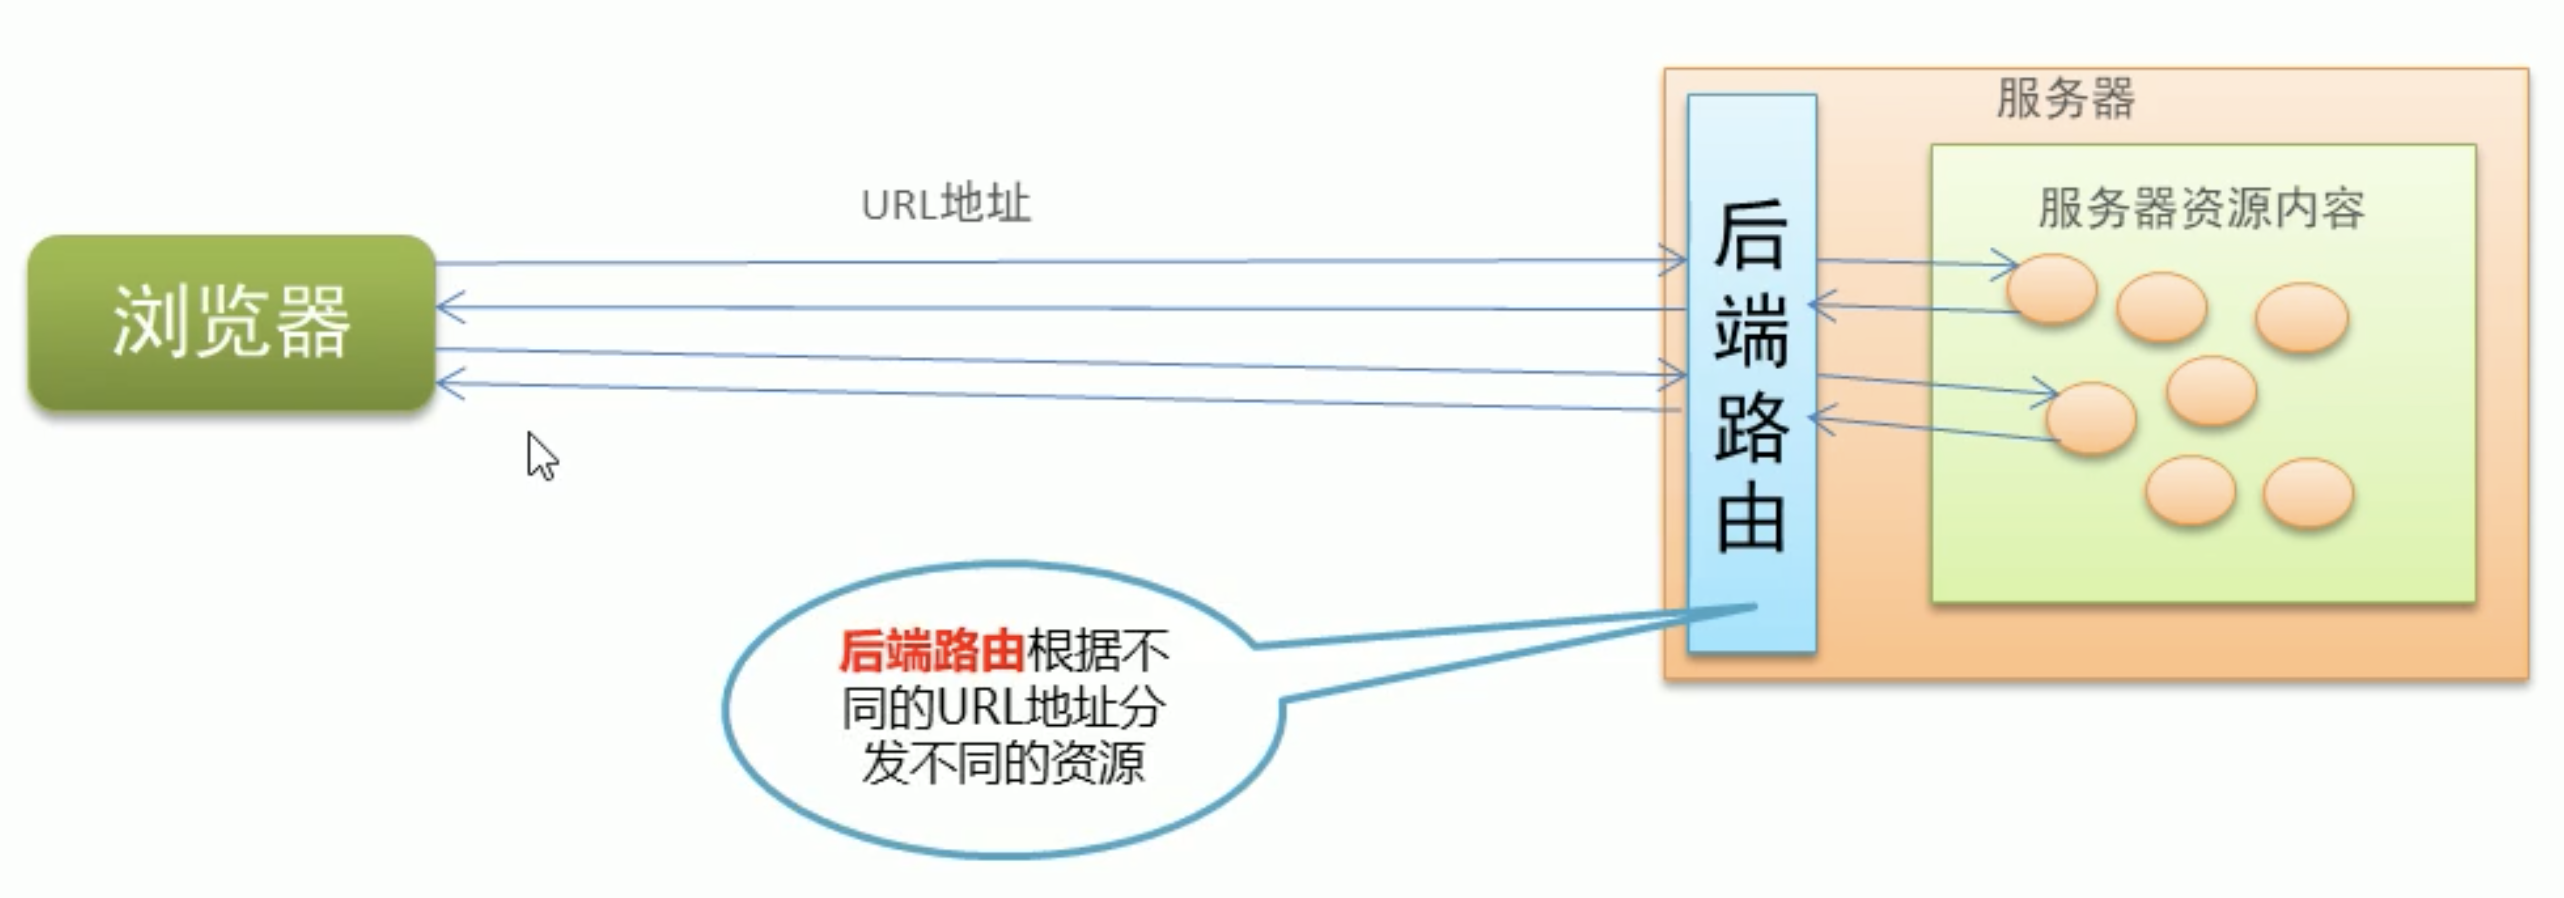 服务器
服务器资源内容
URL地址
浏览器
后
端
路
由
后端路由根据不
同的URL地址分
发不同的资源